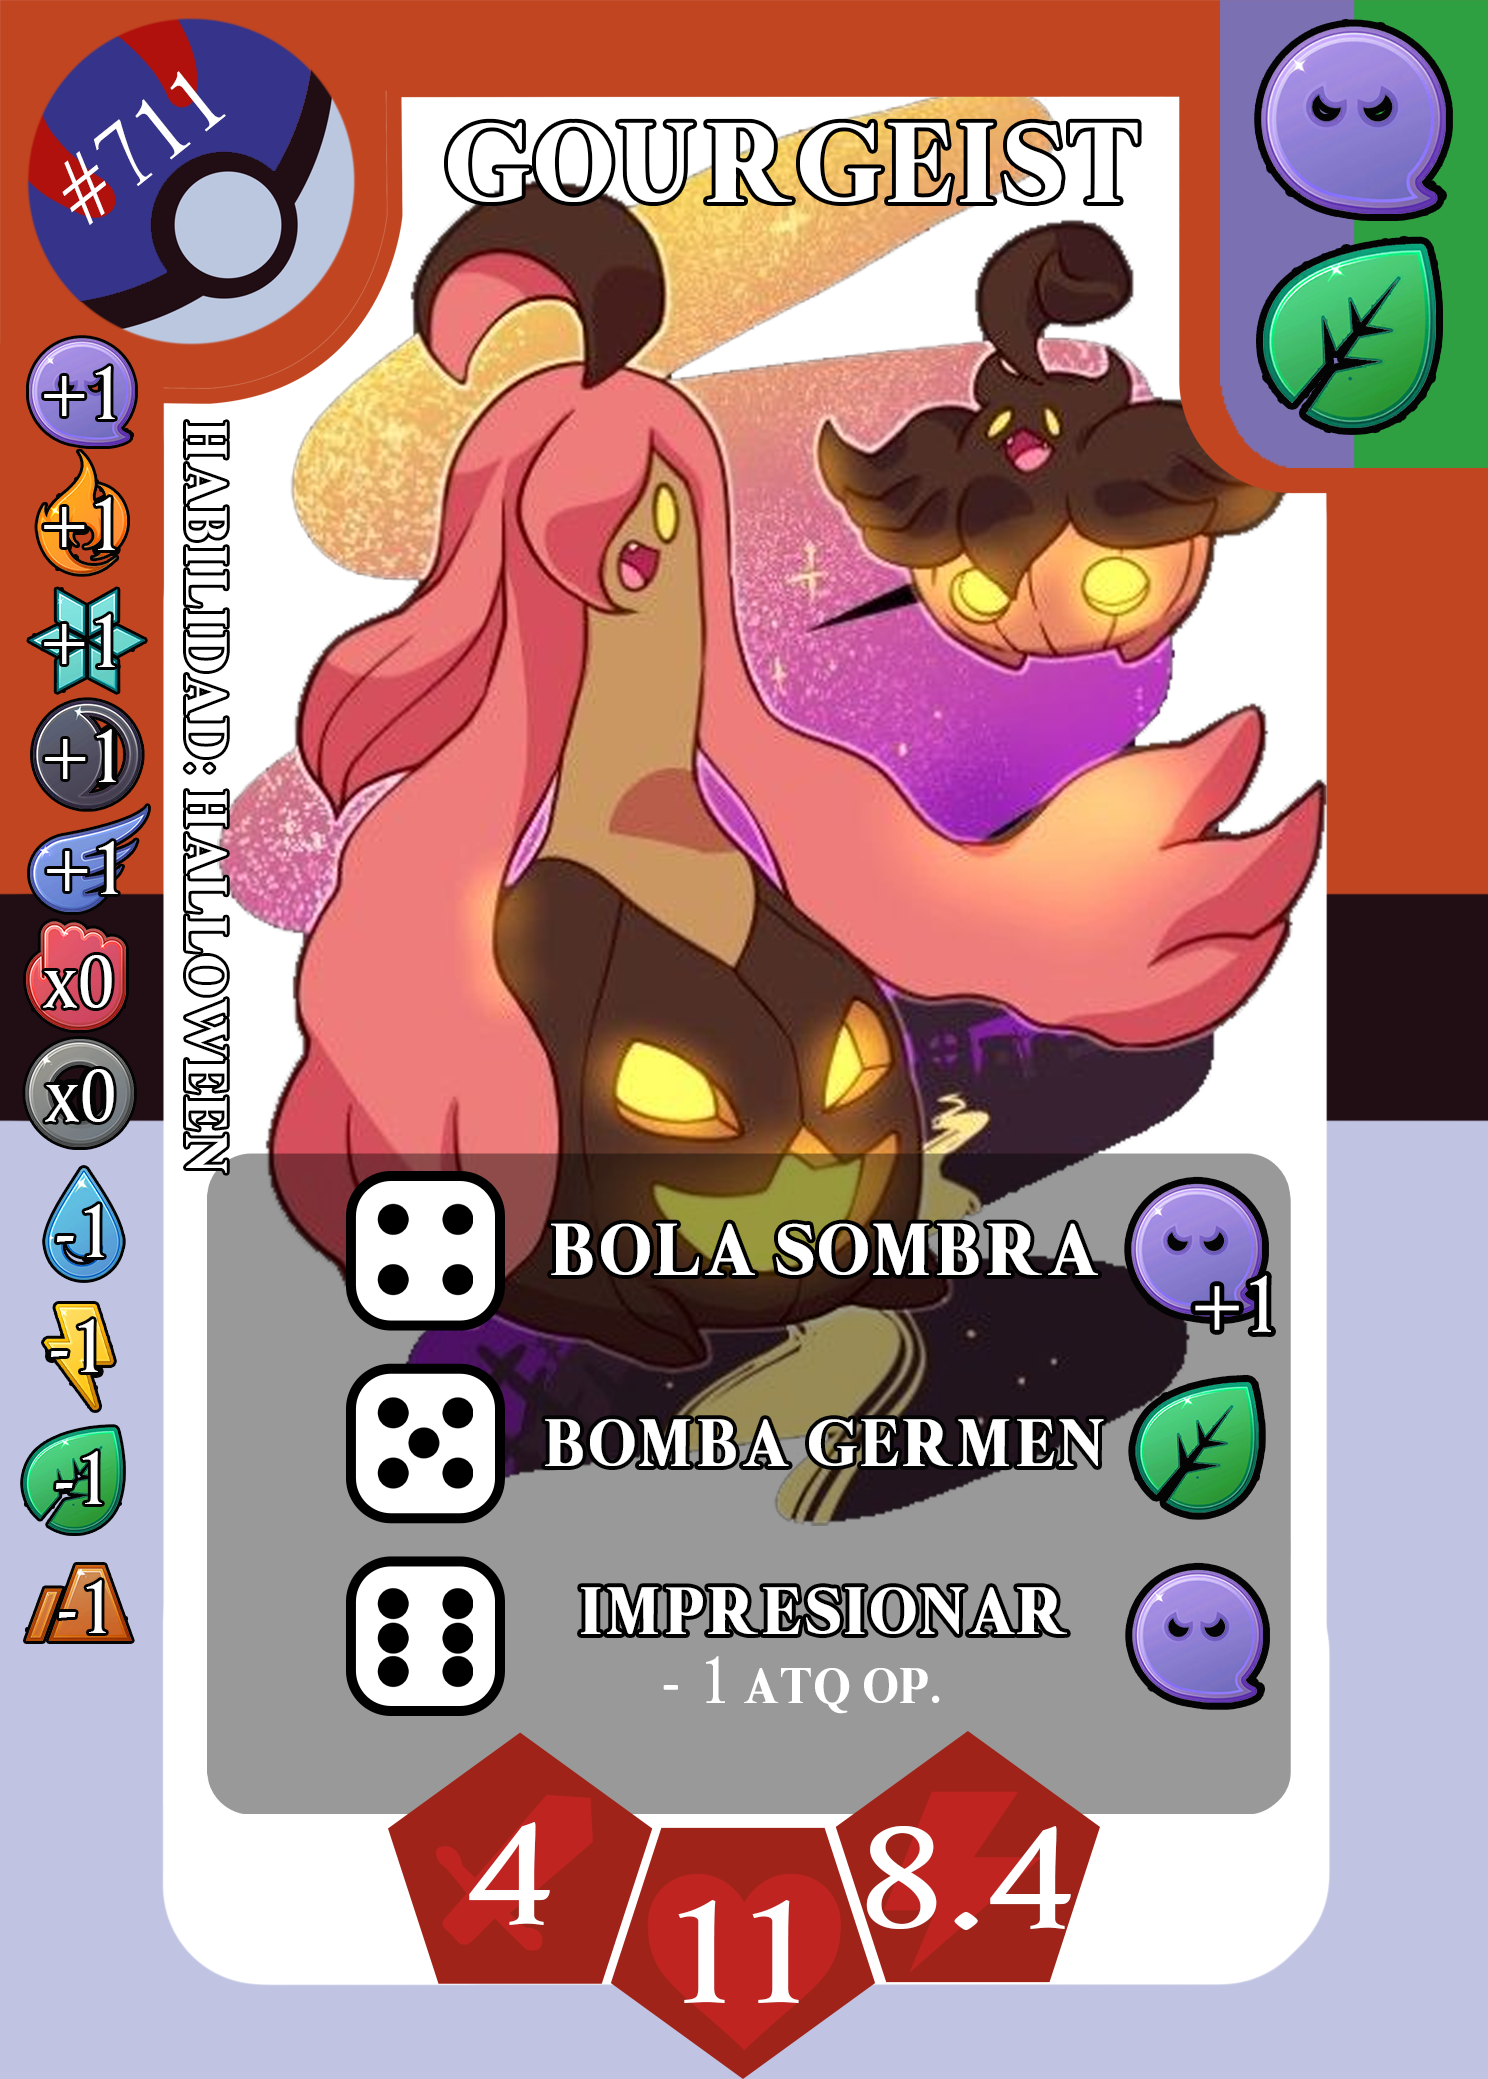 #711
GOURGEIST
+1
+1
+1
+1
+1
x0
x0
-1
-1
-1
-1
HABILIDAD: HALLOWEEN
BOLA SOMBRA
+1
BOMBA GERMEN
IMPRESIONAR
- 1 ATQ OP.
4
11
8.4